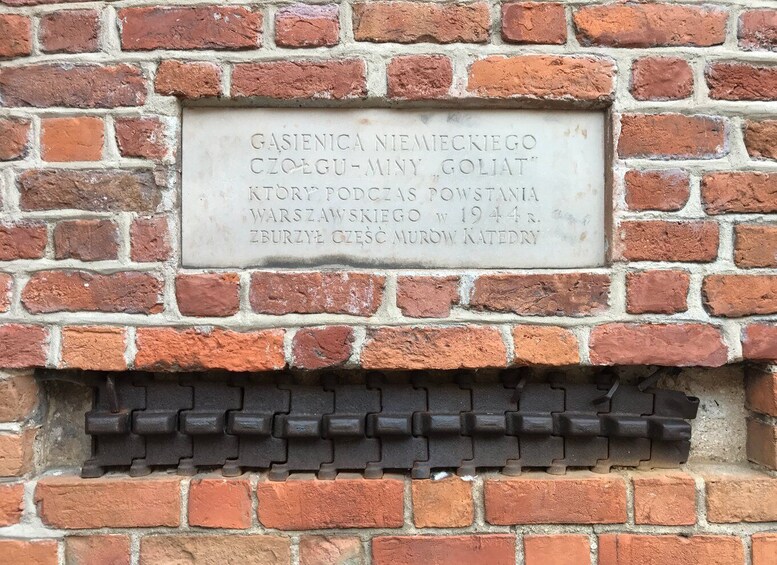 GĄSIENICA NIEMIECKIEGO
CZOŁGU-MINY „GOLIAT”
KTÓRY PODCZAS POWSTANIA
WARSZAWSKIEGO W 1944 R.
ZBURZYŁ CZĘŚĆ MURÓW KATEDRY